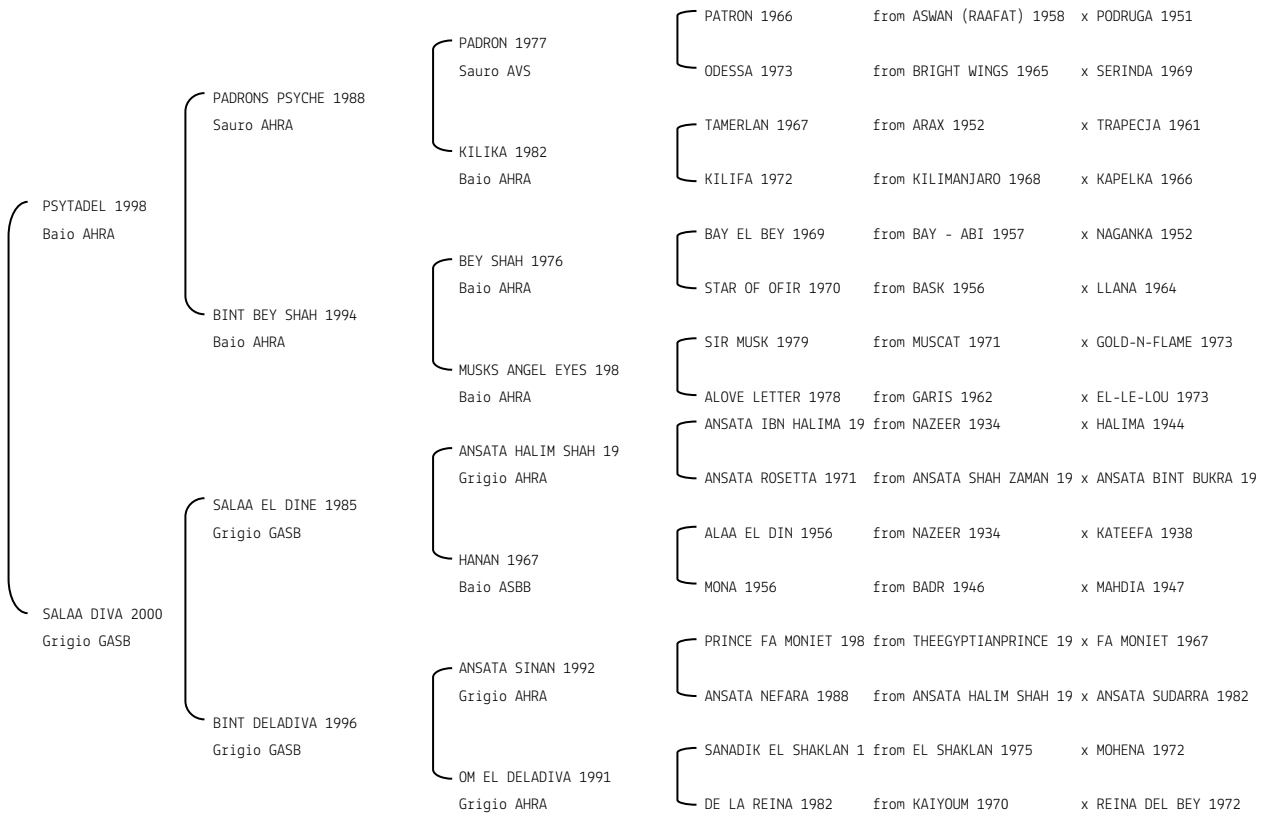 PATRON 1966 from ASWAN (RAAFAT) 1958 x PODRUGA 1951
PADRON 1977
Sauro AVS
ODESSA 1973 from BRIGHT WINGS 1965 x SERINDA 1969
PADRONS PSYCHE 1988
Sauro AHRA
TAMERLAN 1967 from ARAX 1952 x TRAPECJA 1961
KILIKA 1982
Baio AHRA
KILIFA 1972 from KILIMANJARO 1968 x KAPELKA 1966
PSYTADEL 1998
Baio AHRA
BAY EL BEY 1969 from BAY - ABI 1957 x NAGANKA 1952
BEY SHAH 1976
Baio AHRA
STAR OF OFIR 1970 from BASK 1956 x LLANA 1964
BINT BEY SHAH 1994
Baio AHRA
SIR MUSK 1979 from MUSCAT 1971 x GOLD-N-FLAME 1973
MUSKS ANGEL EYES 198
Baio AHRA
ALOVE LETTER 1978 from GARIS 1962 x EL-LE-LOU 1973
ANSATA IBN HALIMA 19 from NAZEER 1934 x HALIMA 1944
ANSATA HALIM SHAH 19
Grigio AHRA
ANSATA ROSETTA 1971 from ANSATA SHAH ZAMAN 19 x ANSATA BINT BUKRA 19
SALAA EL DINE 1985
Grigio GASB
ALAA EL DIN 1956 from NAZEER 1934 x KATEEFA 1938
HANAN 1967
Baio ASBB
MONA 1956 from BADR 1946 x MAHDIA 1947
SALAA DIVA 2000
Grigio GASB
PRINCE FA MONIET 198 from THEEGYPTIANPRINCE 19 x FA MONIET 1967
ANSATA SINAN 1992
Grigio AHRA
ANSATA NEFARA 1988 from ANSATA HALIM SHAH 19 x ANSATA SUDARRA 1982
BINT DELADIVA 1996
Grigio GASB
SANADIK EL SHAKLAN 1 from EL SHAKLAN 1975 x MOHENA 1972
OM EL DELADIVA 1991
Grigio AHRA
DE LA REINA 1982 from KAIYOUM 1970 x REINA DEL BEY 1972